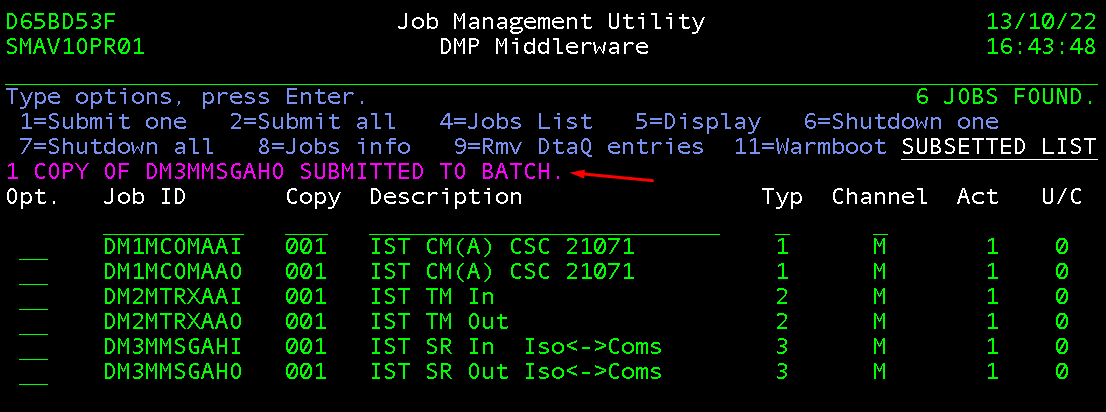 D65BD53F Job Management Utility 13/10/22
SMAV10PR01 DMP Middlerware 16:43:48
Type options, press Enter. 6 JOBS FOUND.
1=Submit one 2=Submit all 4=Jobs List 5=Display 6=Shutdown one
7=Shutdown all 8=Jobs info 9=Rmv DtaQ entries 11=Warmboot SUBSETTED LIST
1 COPY OF DM3MMSGAHO SUBMITTED TO BATCH.
Opt. Job ID Copy Description Typ Channel Act U/C
DM1MCOMAAI 001 IST CM(A) CSC 21071 1 M 1 0
DM1MCOMAAO 001 IST CM(A) CSC 21071 1 M 1 0
DM2MTRXAAI 001 IST TM In 2 M 1 0
DM2MTRXAAO 001 IST TM Out 2 M 1 0
DM3MMSGAHI 001 IST SR In Iso<->Coms 3 M 1 0
DM3MMSGAHO 001 IST SR Out Iso<->Coms 3 M 1 0